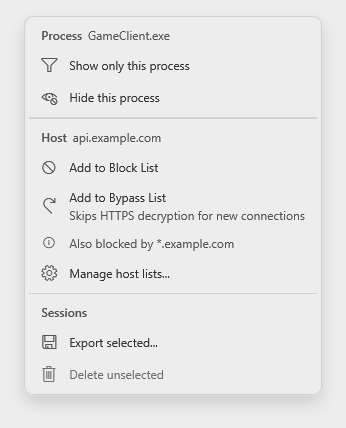 Process GameClient.exe
Show only this process
Hide this process
Host api.example.com
Add to Block List
Add to Bypass List
Skips HTTPS decryption for new connections
Also blocked by *.example.com
Manage host lists...
Sessions
Export selected...
Delete unselected